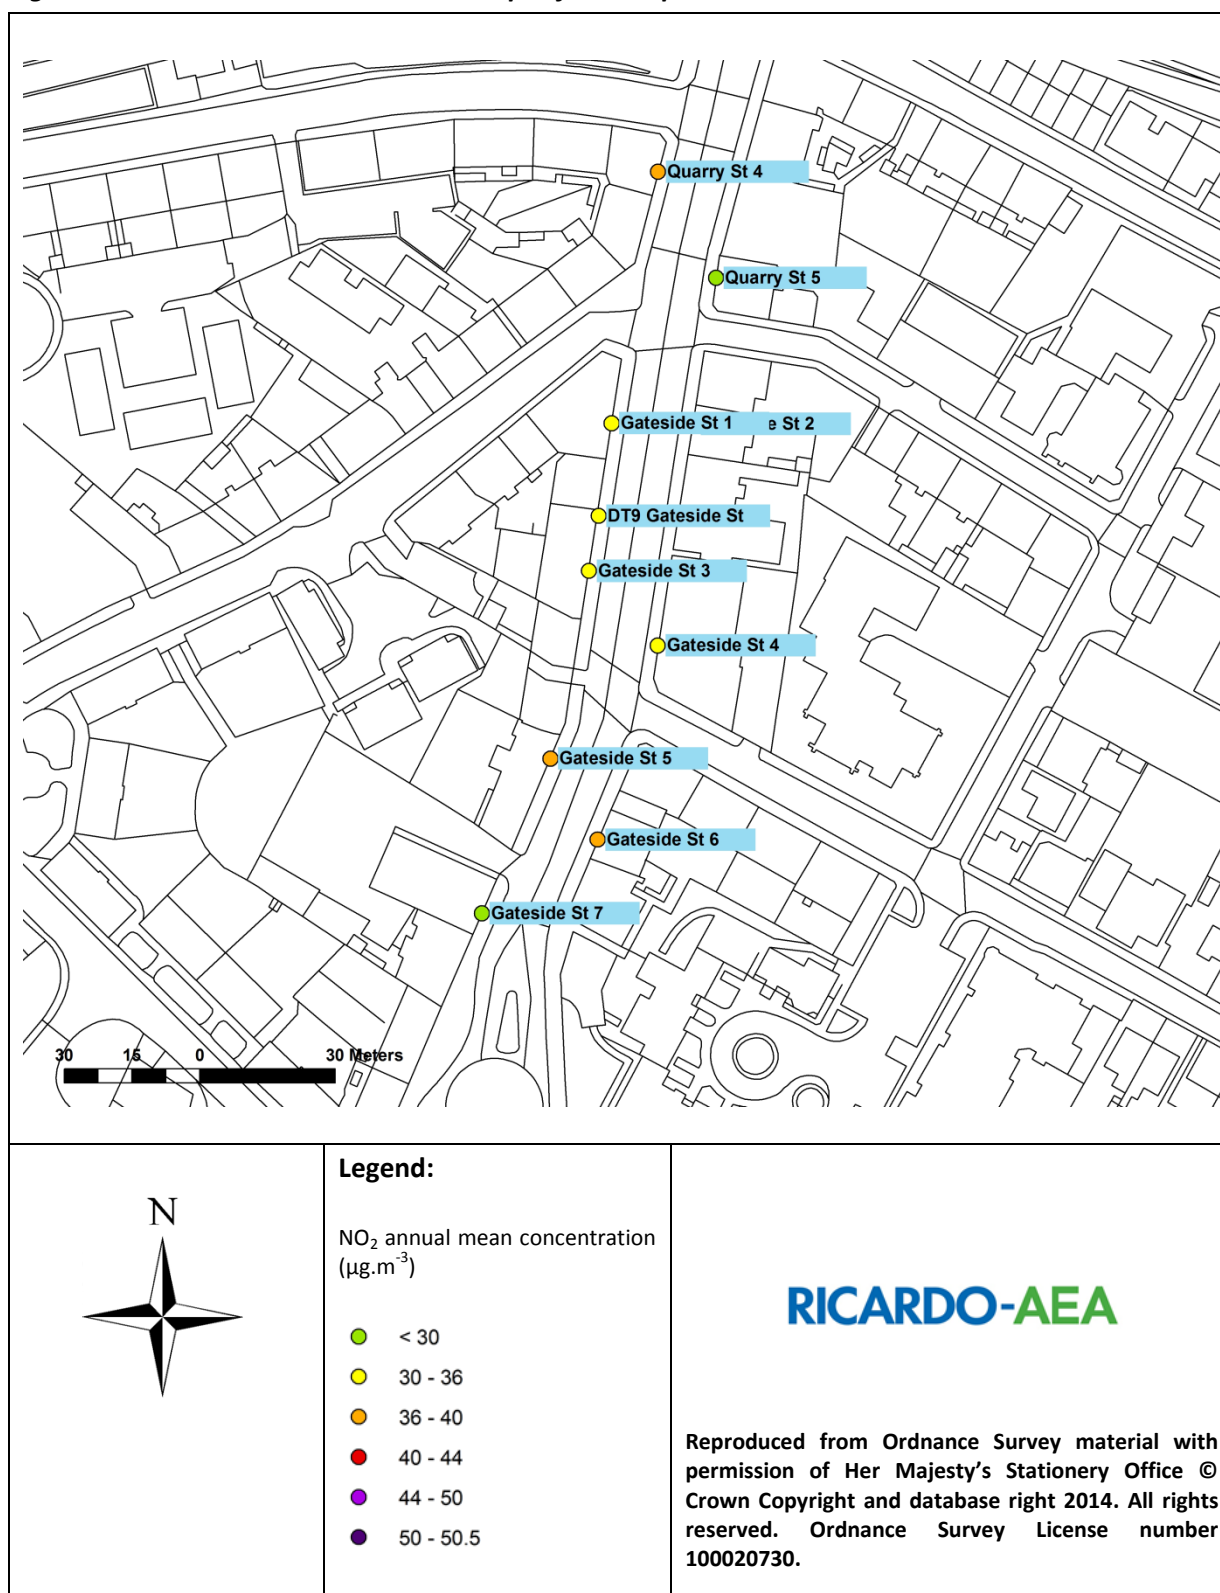 Quarry St 4
Quarry St 5
Gateside St 1
e St 2
DT9 Gateside St
Gateside St 3
Gateside St 4
Gateside St 5
Gateside St 6
Gateside St 7
30 15 0 30 Meters
N
Legend:
NO₂ annual mean concentration
(µg.m⁻³)
< 30
30 - 36
36 - 40
40 - 44
44 - 50
50 - 50.5
RICARDO-AEA
Reproduced from Ordnance Survey material with
permission of Her Majesty’s Stationery Office ©
Crown Copyright and database right 2014. All rights
reserved. Ordnance Survey License number
100020730.